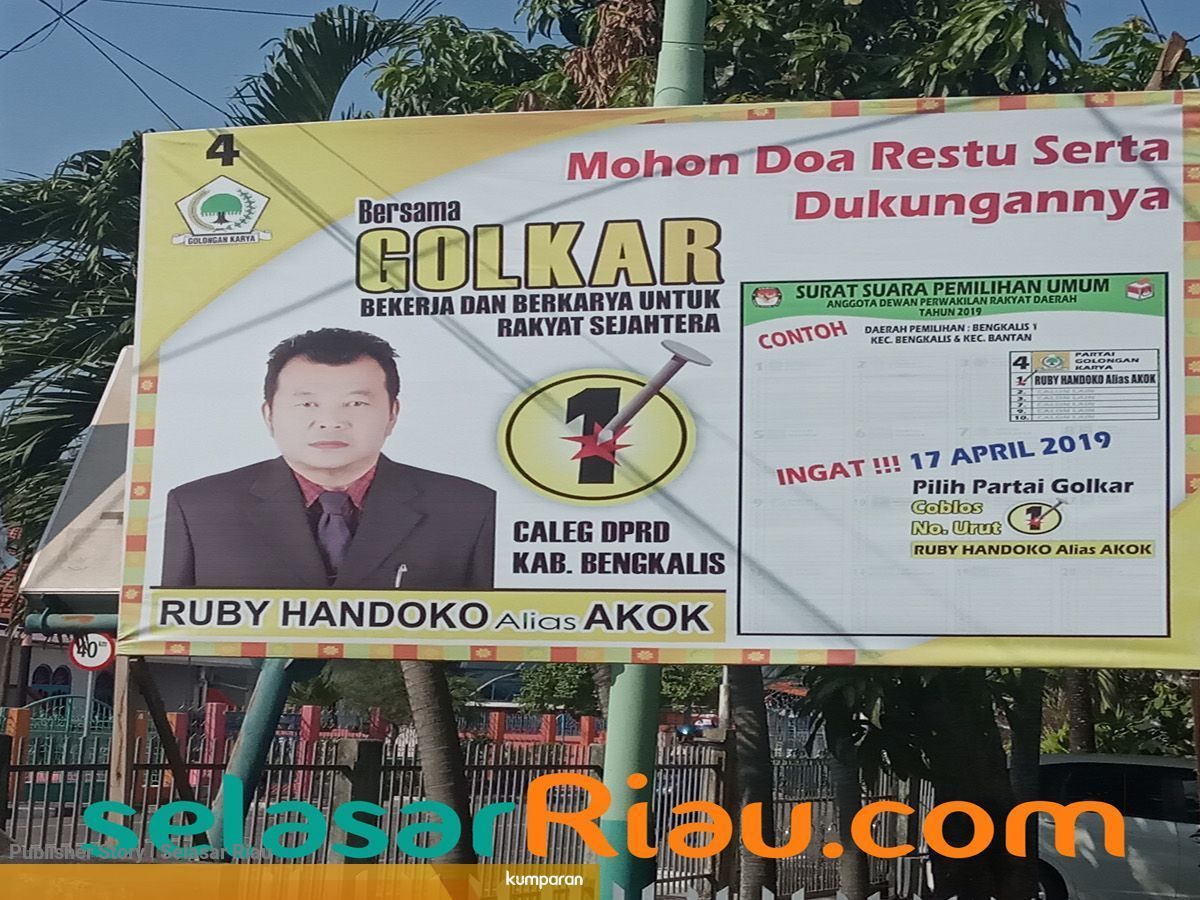 4
GOLONGAN KARYA
Mohon Doa Restu Serta
Dukungannya
Bersama
GOLKAR
BEKERJA DAN BERKARYA UNTUK
RAKYAT SEJAHTERA
1
CALEG DPRD
KAB. BENGKALIS
RUBY HANDOKO Alias AKOK
SURAT SUARA PEMILIHAN UMUM
ANGGOTA DEWAN PERWAKILAN RAKYAT DAERAH
TAHUN 2019
CONTOH
DAERAH PEMILIHAN : BENGKALIS 1
KEC. BENGKALIS & KEC. BANTAN
4 PARTAI
GOLONGAN
KARYA
1. RUBY HANDOKO Alias AKOK
2. CALON LAIN
INGAT !!! 17 APRIL 2019
Pilih Partai Golkar
Coblos
No. Urut 1
RUBY HANDOKO Alias AKOK
40
selasarRiau.com
Publisher Story | Selasar Riau
kumparan